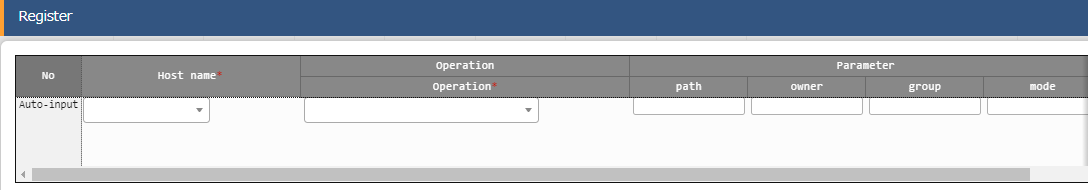 Register
No
Host name*
Operation
Operation*
Parameter
path
owner
group
mode
Auto-input